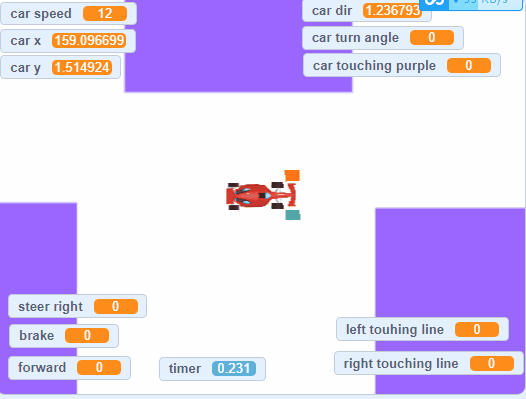 car speed 12
car x 159.096699
car y 1.514924
car dir 1.236793
car turn angle 0
car touching purple 0
steer right 0
brake 0
forward 0
timer 0.231
left touhing line 0
right touching line 0